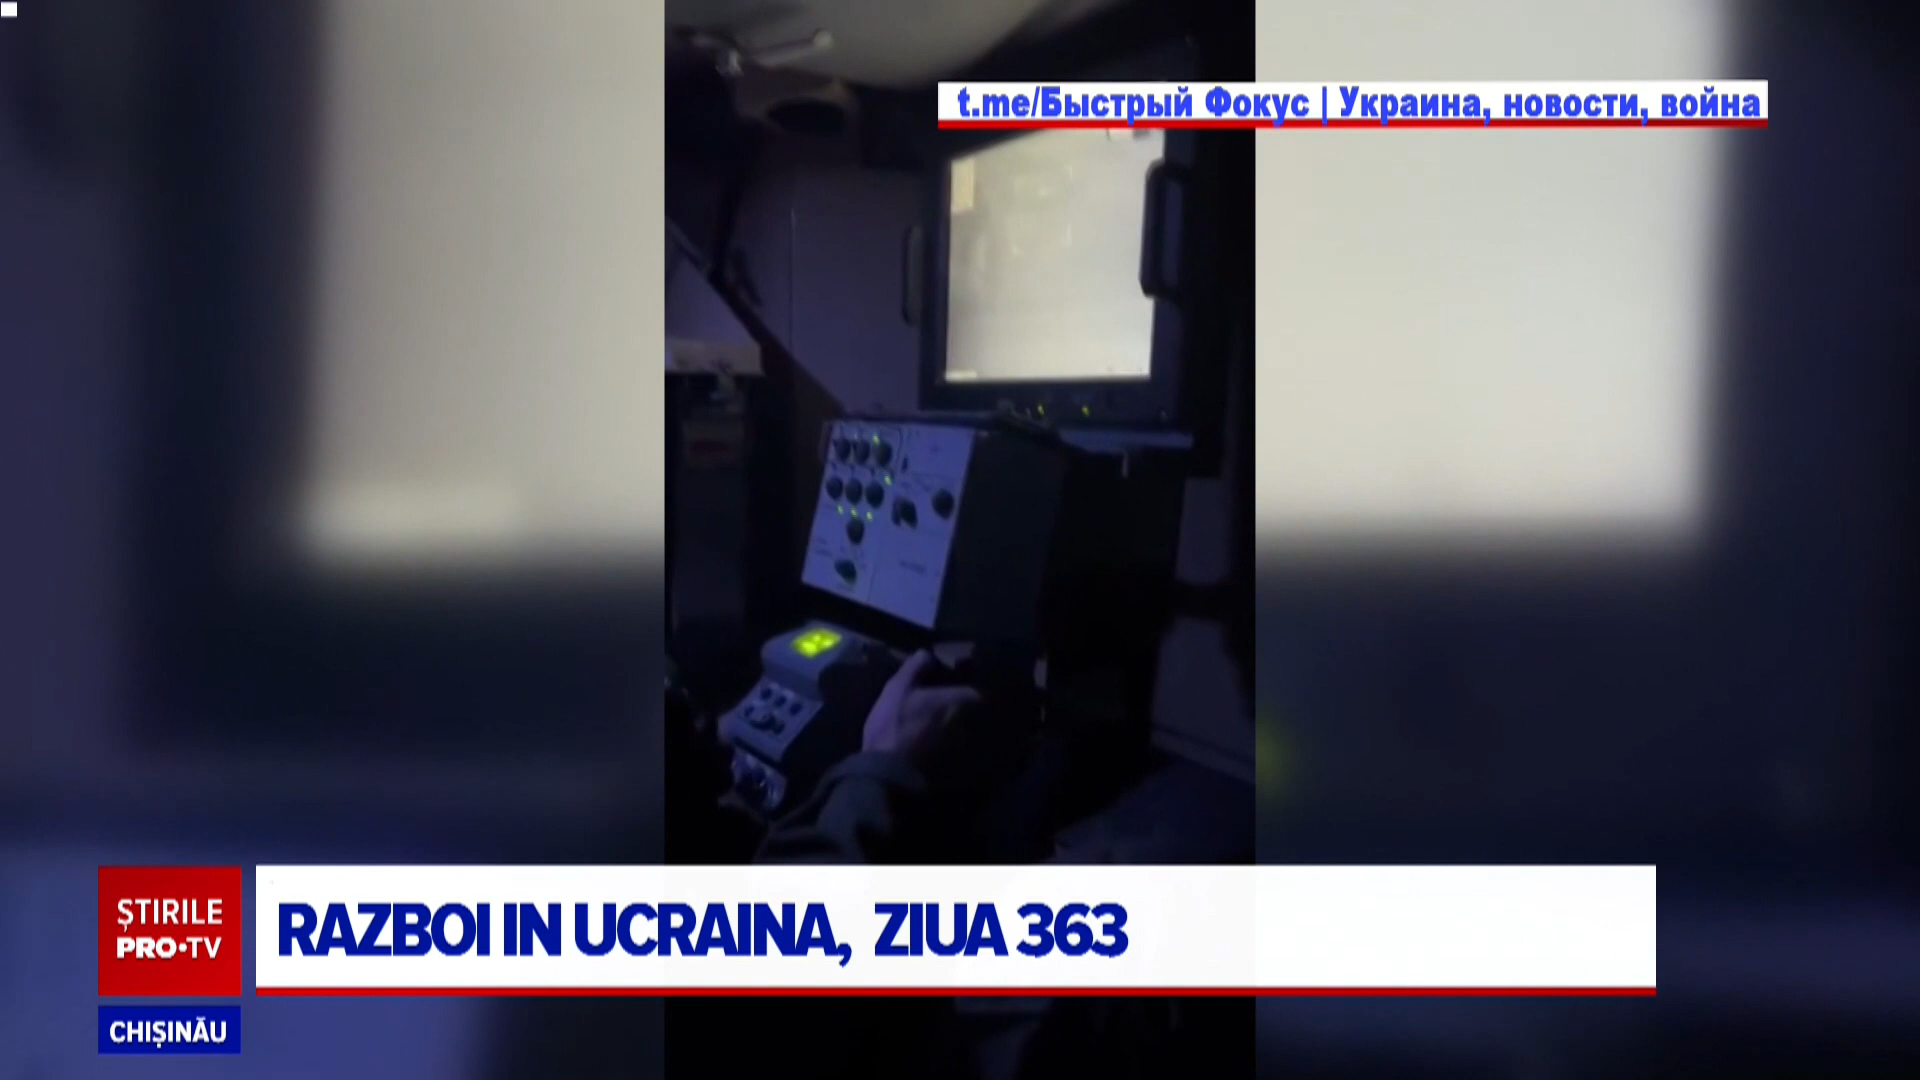 t.me/Быстрый Фокус | Украина, новости, война
ȘTIRILE
PRO•TV
RAZBOI IN UCRAINA, ZIUA 363
CHIȘINĂU